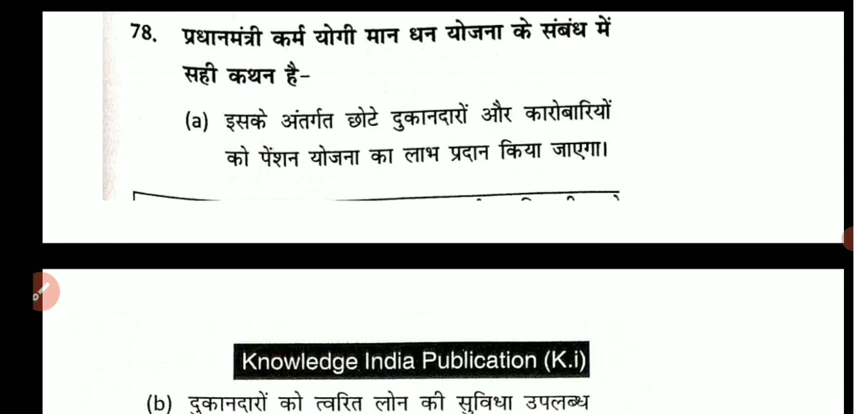 78. प्रधानमंत्री कर्म योगी मान धन योजना के संबंध में
सही कथन है–
(a) इसके अंतर्गत छोटे दुकानदारों और कारोबारियों
को पेंशन योजना का लाभ प्रदान किया जाएगा।
Knowledge India Publication (K.i)
(b) दुकानदारों को त्वरित लोन की सुविधा उपलब्ध